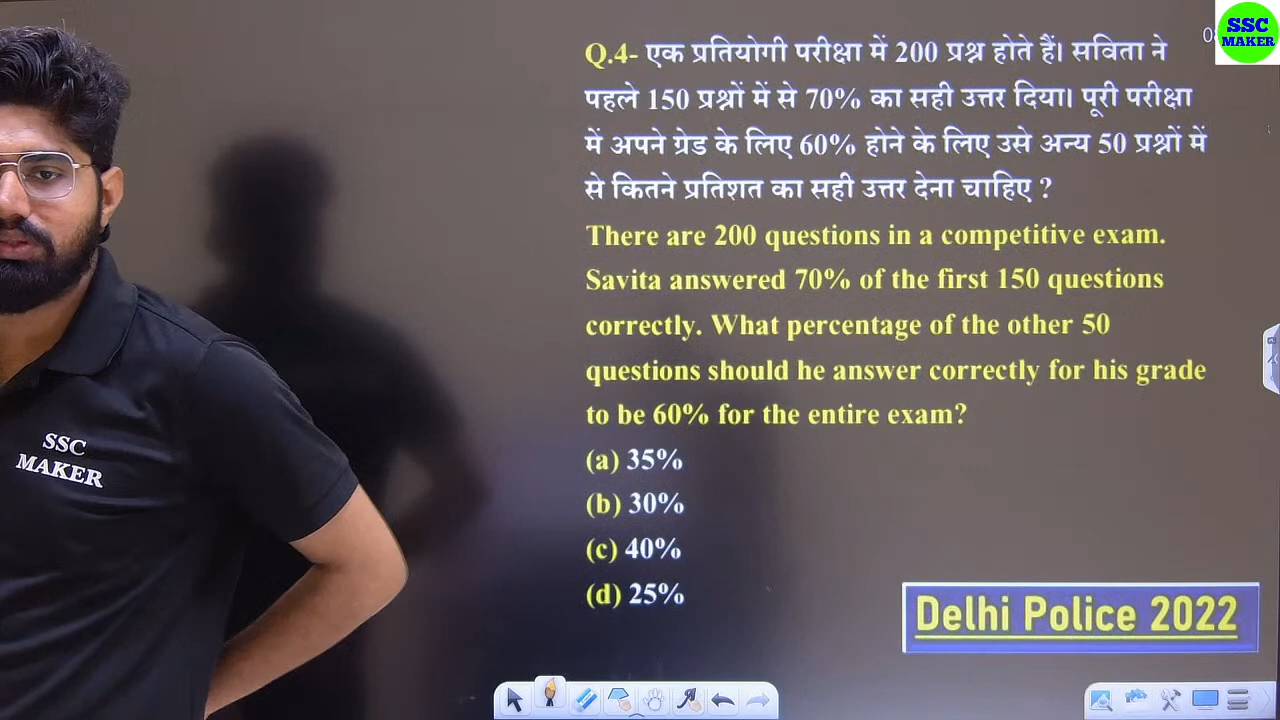 Q.4- एक प्रतियोगी परीक्षा में 200 प्रश्न होते हैं। सविता ने
पहले 150 प्रश्नों में से 70% का सही उत्तर दिया। पूरी परीक्षा
में अपने ग्रेड के लिए 60% होने के लिए उसे अन्य 50 प्रश्नों में
से कितने प्रतिशत का सही उत्तर देना चाहिए ?
There are 200 questions in a competitive exam.
Savita answered 70% of the first 150 questions
correctly. What percentage of the other 50
questions should he answer correctly for his grade
to be 60% for the entire exam?
(a) 35%
(b) 30%
(c) 40%
(d) 25%
Delhi Police 2022
SSC
MAKER
SSC
MAKER